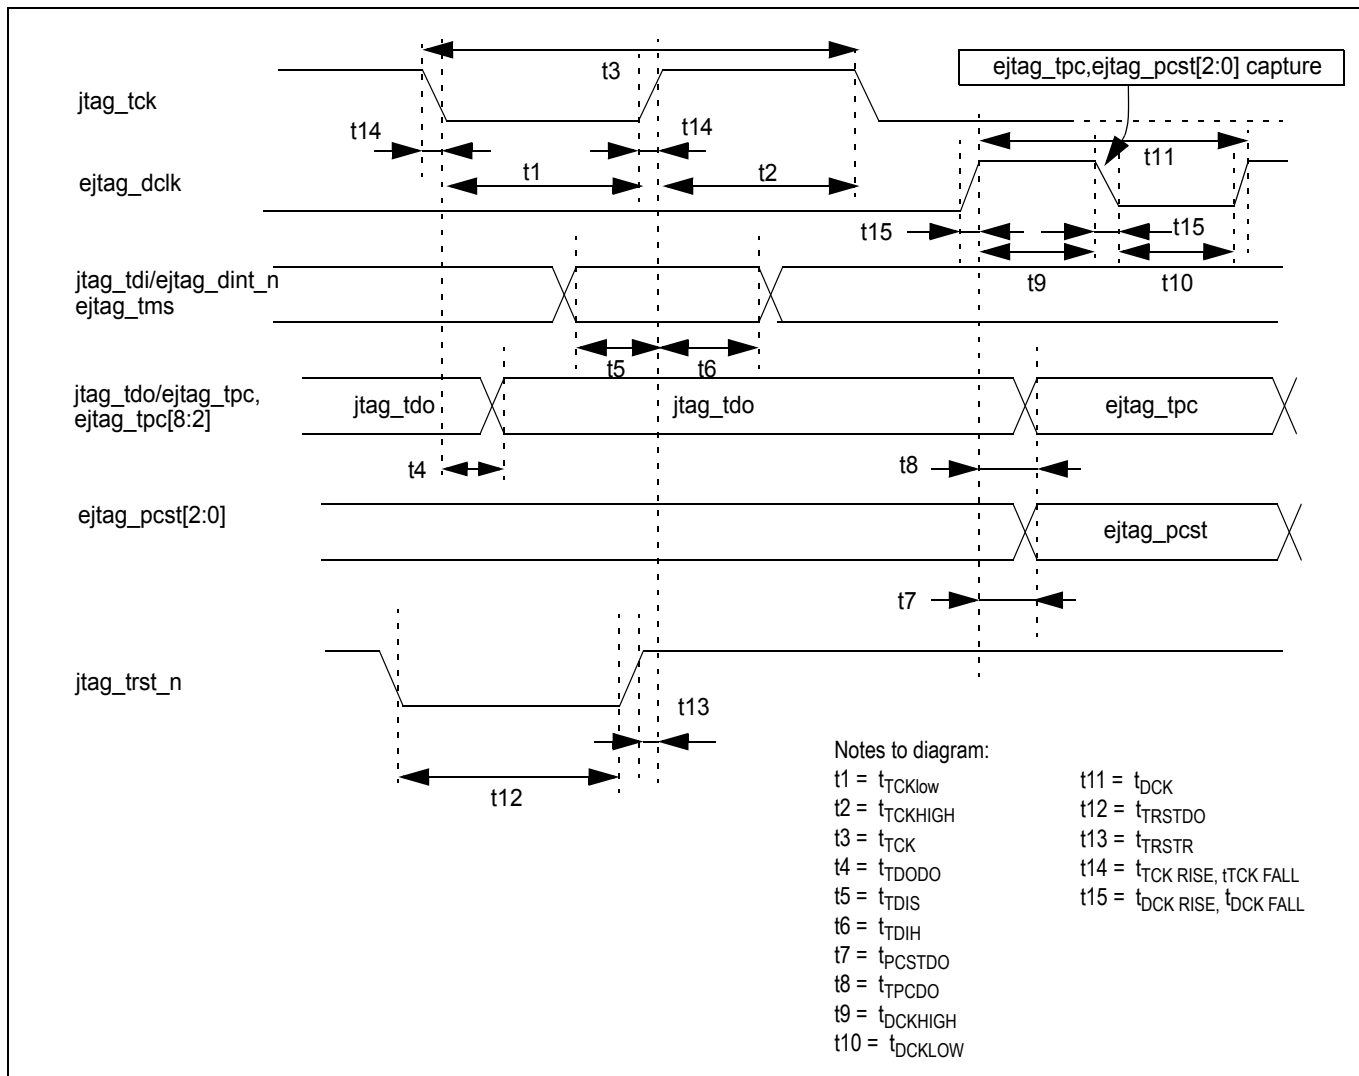 ejtag_tpc,ejtag_pcst[2:0] capture
t3
jtag_tck
t14
t14
t11
t1
t2
ejtag_dclk
t15
t15
jtag_tdi/ejtag_dint_n
ejtag_tms
t9
t10
t5
t6
jtag_tdo/ejtag_tpc,
ejtag_tpc[8:2]
jtag_tdo
jtag_tdo
ejtag_tpc
t4
t8
ejtag_pcst[2:0]
ejtag_pcst
t7
jtag_trst_n
t13
t12
Notes to diagram:
t1 = tTCKlow
t2 = tTCKHIGH
t3 = tTCK
t4 = tTDODO
t5 = tTDIS
t6 = tTDIH
t7 = tPCSTDO
t8 = tTPCDO
t9 = tDCKHIGH
t10 = tDCKLOW
t11 = tDCK
t12 = tTRSTDO
t13 = tTRSTR
t14 = tTCK RISE, tTCK FALL
t15 = tDCK RISE, tDCK FALL